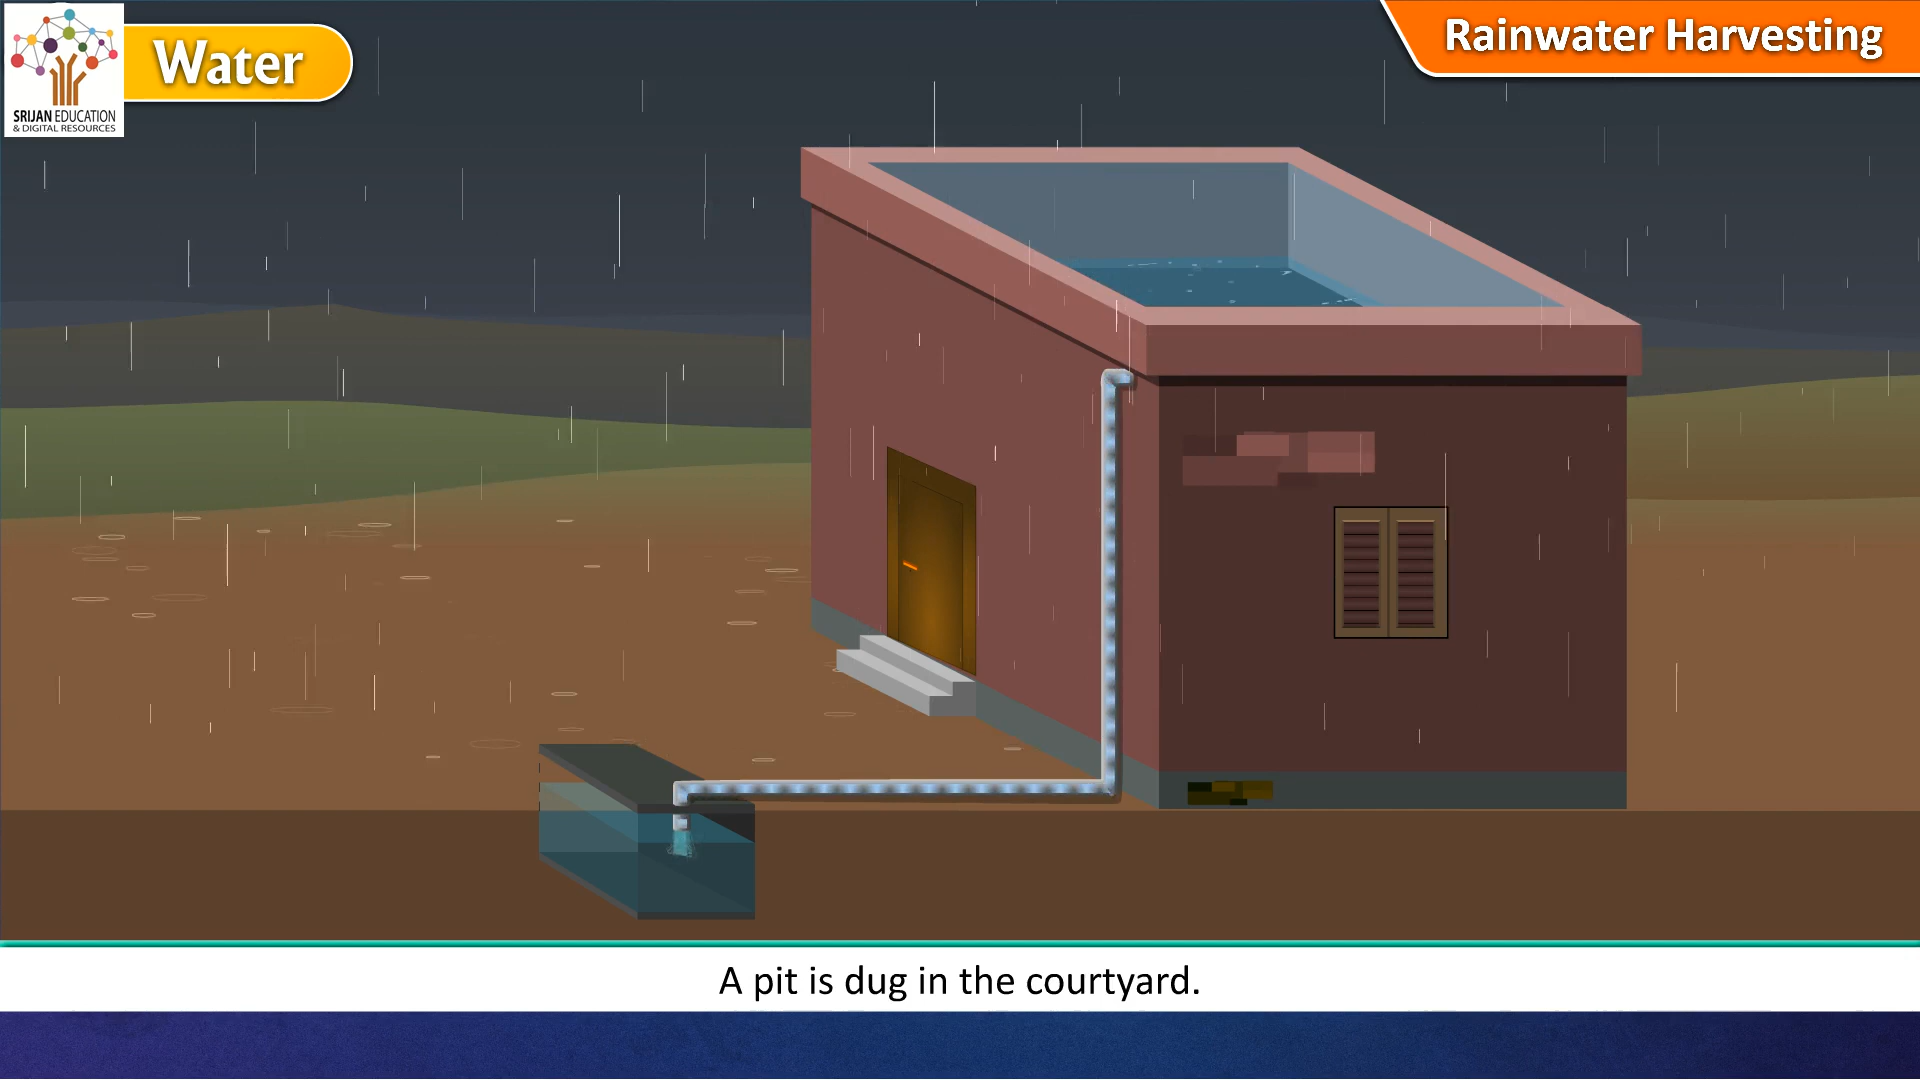 SRIJAN EDUCATION
& DIGITAL RESOURCES
Water
Rainwater Harvesting
A pit is dug in the courtyard.